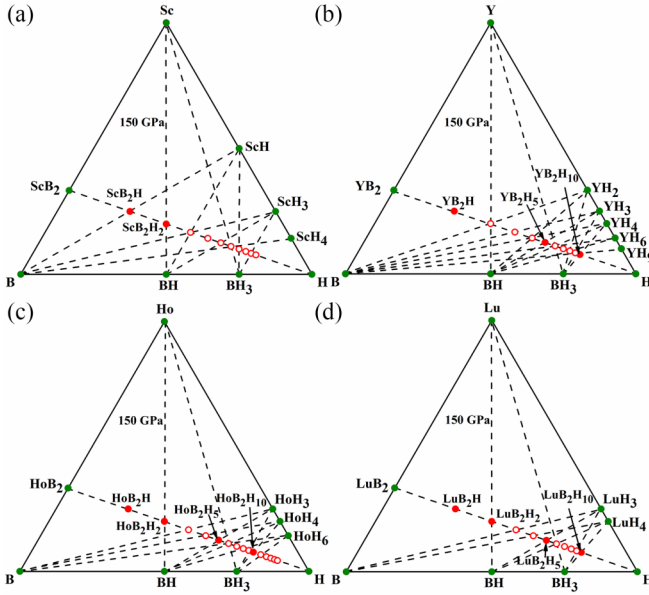 (a)
Sc
150 GPa
ScH
ScB2
ScB2H
ScB2H2
ScH3
ScH4
B
BH
BH3
H
(b)
Y
150 GPa
YB2
YB2H
YB2H5
YB2H10
YH2
YH3
YH4
YH6
B
BH
BH3
H
(c)
Ho
150 GPa
HoB2
HoB2H
HoB2H2
HoB2H5
HoB2H10
HoH3
HoH4
HoH6
B
BH
BH3
H
(d)
Lu
150 GPa
LuB2
LuB2H
LuB2H2
LuB2H10
LuB2H5
LuH3
LuH4
B
BH
BH3
H